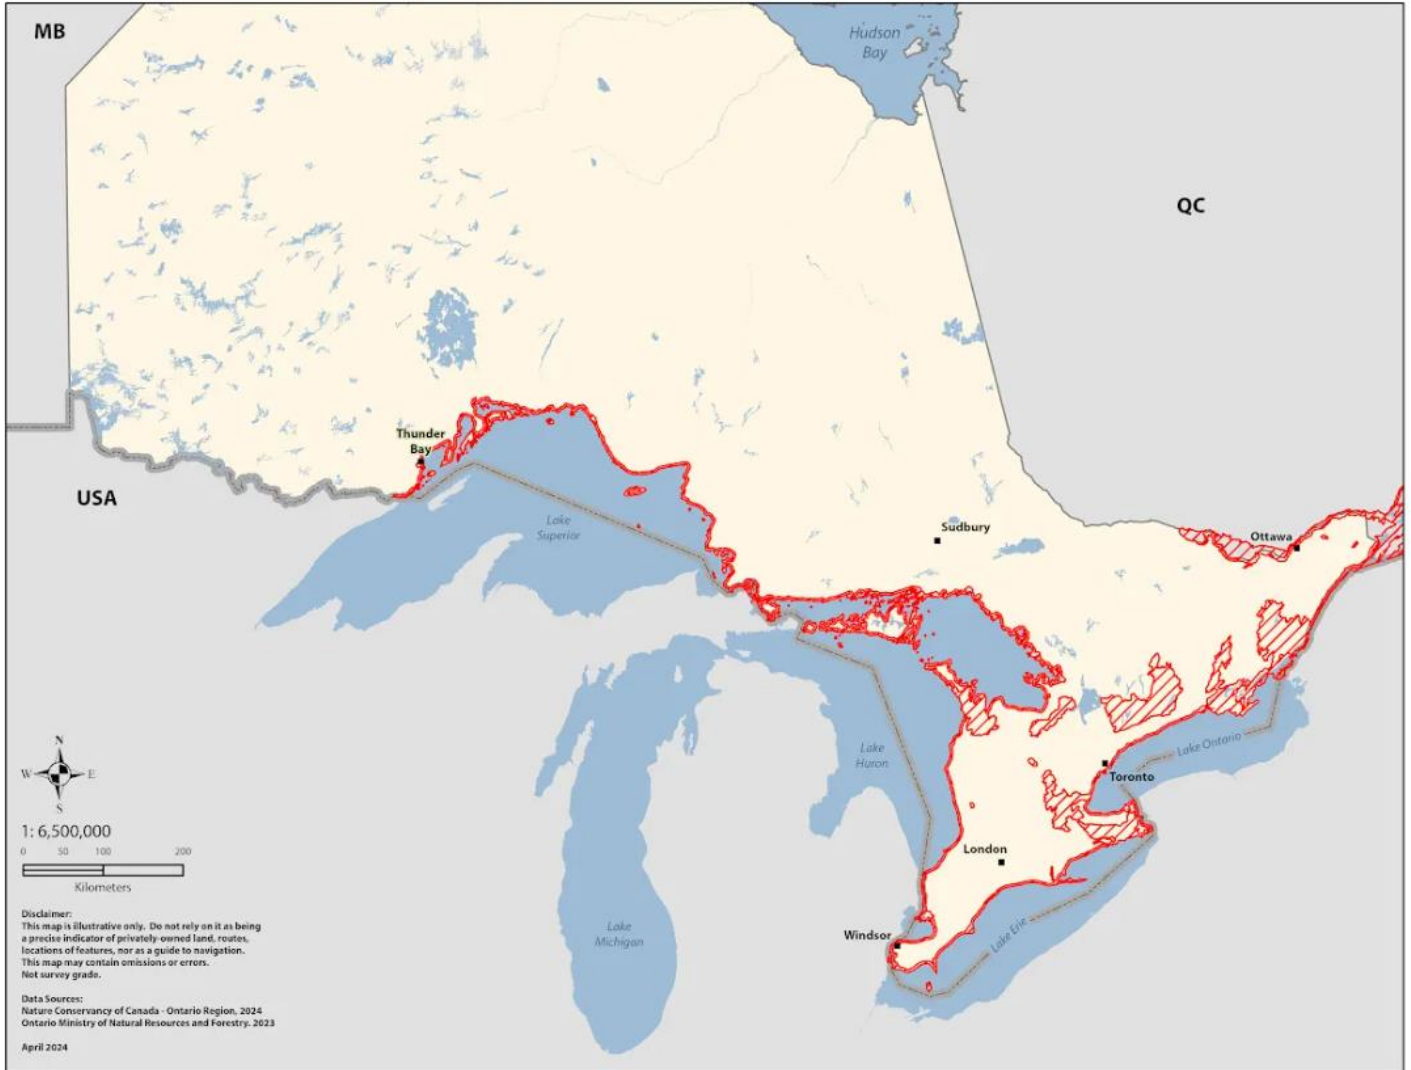 MB
Hudson
Bay
QC
Thunder
Bay
USA
Lake
Superior
Sudbury
Ottawa
Lake
Huron
Lake Ontario
Toronto
London
Windsor
Lake Erie
Lake
Michigan
N
W E
S
1: 6,500,000
0 50 100 200
Kilometers
Disclaimer:
This map is illustrative only. Do not rely on it as being
a precise indicator of privately-owned land, routes,
locations of features, nor as a guide to navigation.
This map may contain omissions or errors.
Not survey grade.
Data Sources:
Nature Conservancy of Canada - Ontario Region, 2024
Ontario Ministry of Natural Resources and Forestry. 2023
April 2024